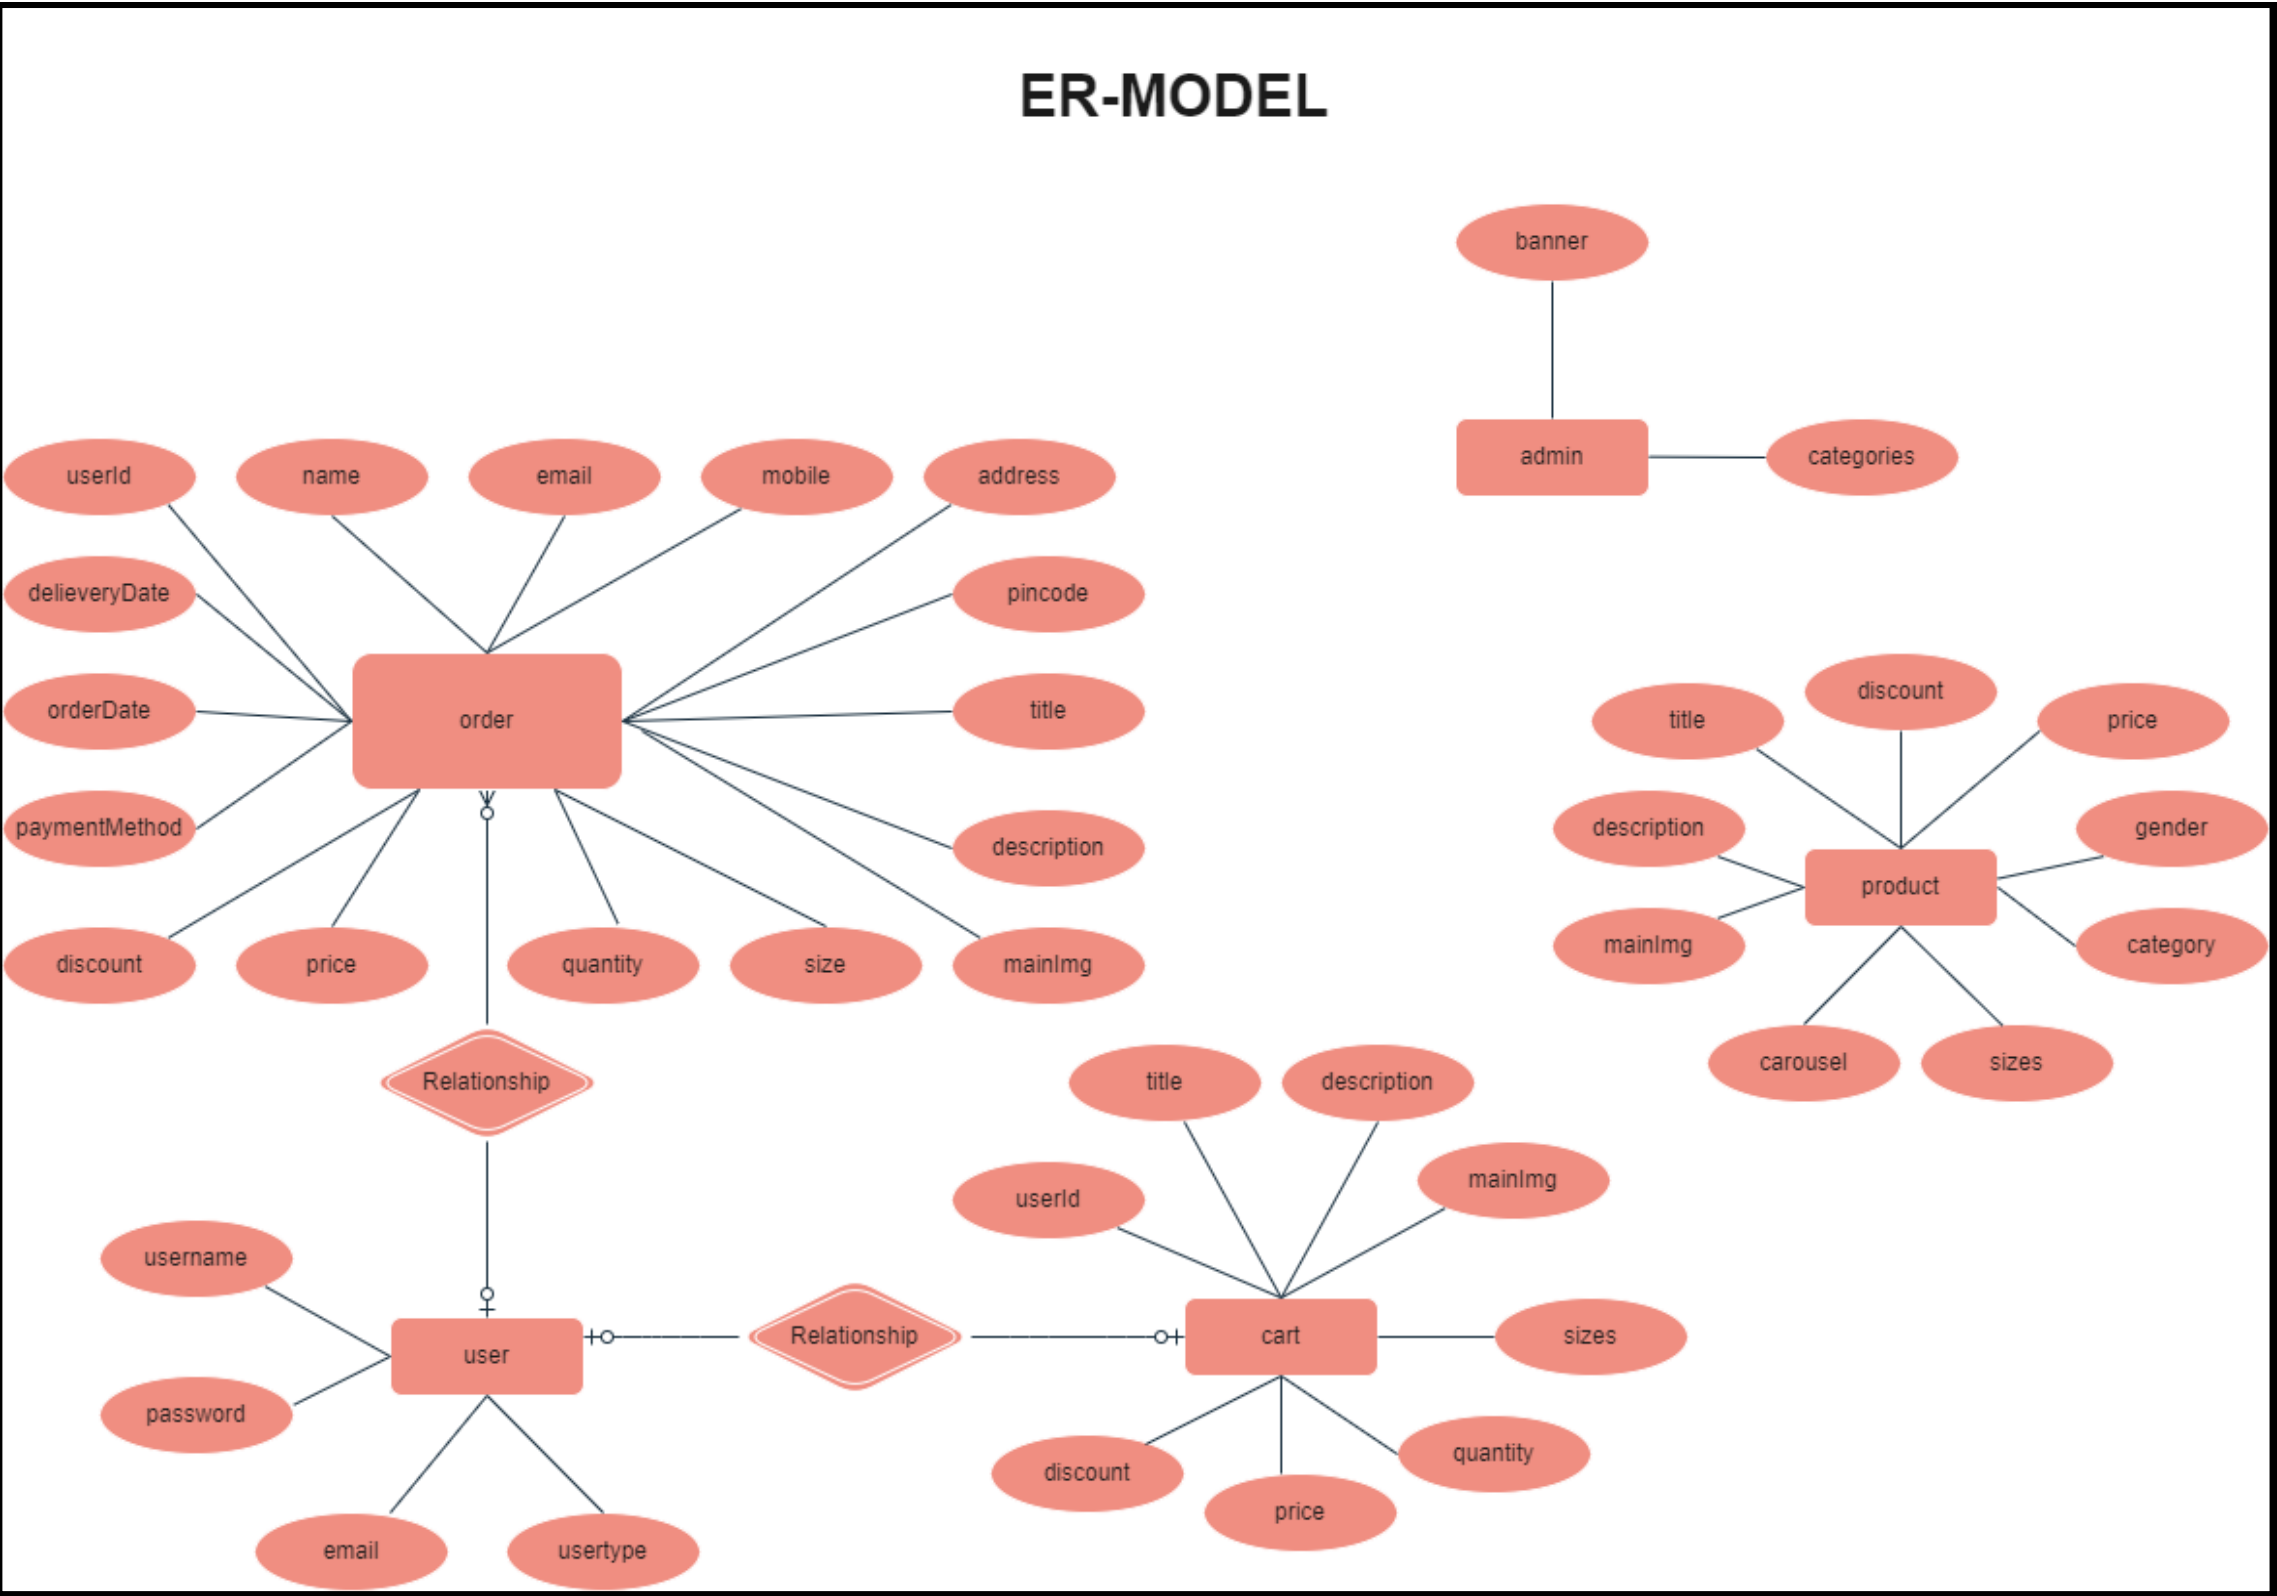 ER-MODEL
banner
admin
categories
userId
name
email
mobile
address
delieveryDate
pincode
orderDate
order
title
paymentMethod
description
discount
price
quantity
size
mainImg
title
discount
price
description
gender
product
mainImg
category
carousel
sizes
Relationship
title
description
userId
mainImg
username
Relationship
cart
sizes
user
password
discount
quantity
price
email
usertype